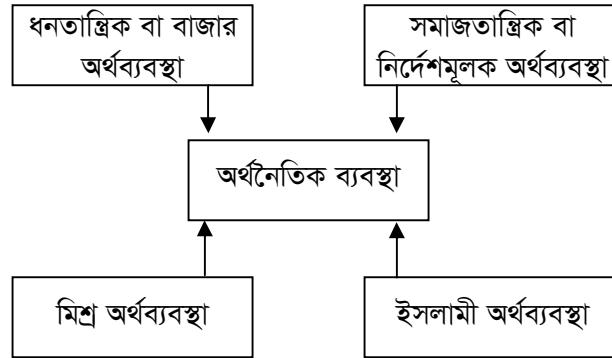 ধনতান্ত্রিক বা বাজার
অর্থব্যবস্থা
সমাজতান্ত্রিক বা
নির্দেশমূলক অর্থব্যবস্থা
অর্থনৈতিক ব্যবস্থা
মিশ্র অর্থব্যবস্থা
ইসলামী অর্থব্যবস্থা